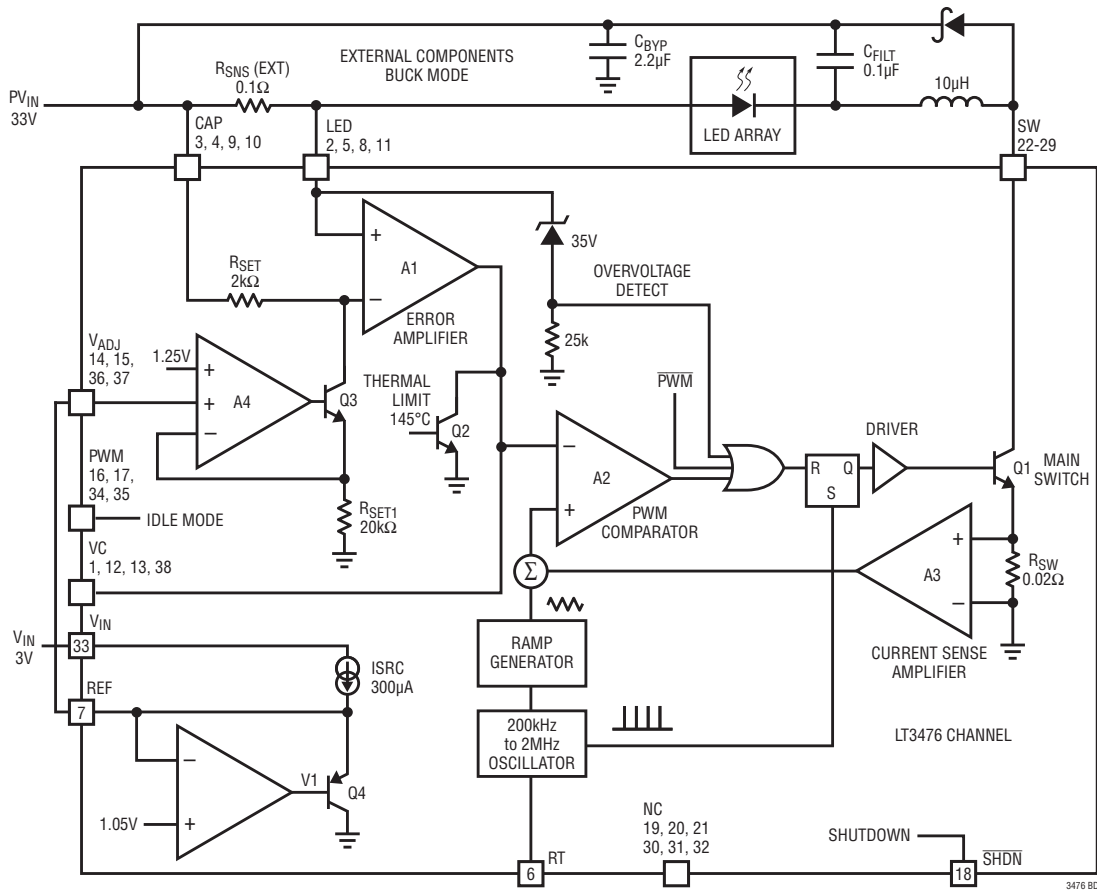 EXTERNAL COMPONENTS
BUCK MODE
CBYP
2.2µF
CFILT
0.1µF
RSNS (EXT)
0.1Ω
10µH
PVIN
33V
CAP
3, 4, 9, 10
LED
2, 5, 8, 11
LED ARRAY
SW
22-29
+
A1
−
35V
RSET
2kΩ
OVERVOLTAGE
DETECT
ERROR
AMPLIFIER
25k
VADJ
14, 15,
36, 37
1.25V
+
+
A4
−
Q3
THERMAL
LIMIT
145°C
Q2
PWM
DRIVER
−
A2
+
PWM
COMPARATOR
R Q
S
Q1
MAIN
SWITCH
PWM
16, 17,
34, 35
IDLE MODE
RSET1
20kΩ
VC
1, 12, 13, 38
Σ
+
A3
−
RSW
0.02Ω
CURRENT SENSE
AMPLIFIER
VIN
VIN
3V
33
ISRC
300µA
RAMP
GENERATOR
REF
7
200kHz
to 2MHz
OSCILLATOR
LT3476 CHANNEL
−
V1
Q4
1.05V
+
NC
19, 20, 21
30, 31, 32
SHUTDOWN
6
RT
18
SHDN
3476 BD